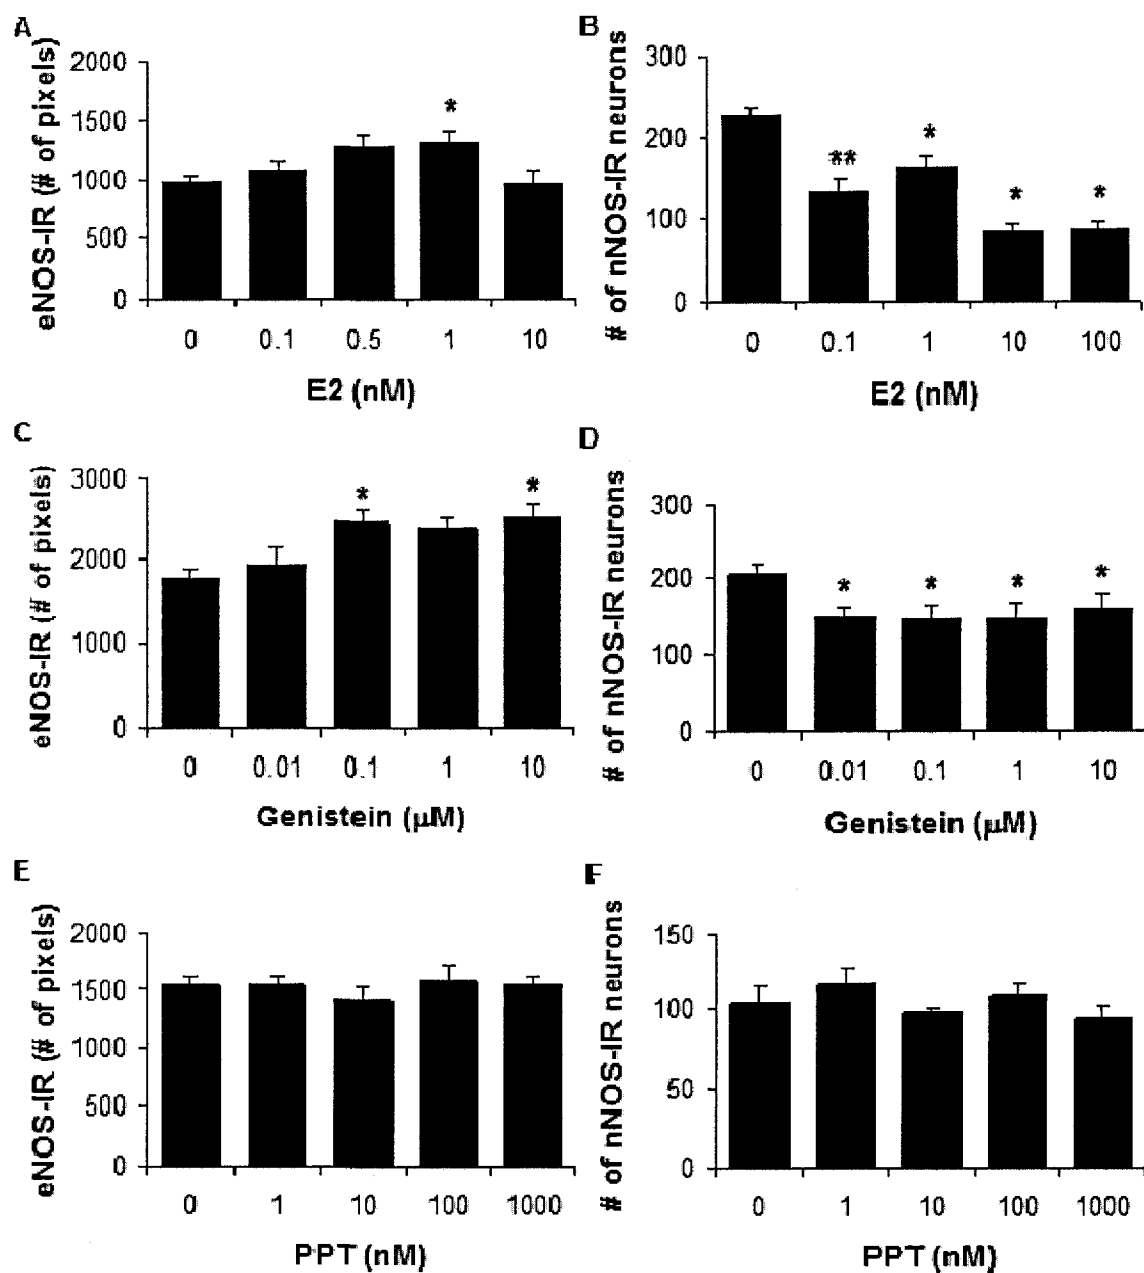 A
eNOS-IR (# of pixels)
2000
1500
1000
500
0
*
0 0.1 0.5 1 10
E2 (nM)
B
# of nNOS-IR neurons
300
200
100
0
** * * *
0 0.1 1 10 100
E2 (nM)
C
eNOS-IR (# of pixels)
3000
2000
1000
0
* *
0 0.01 0.1 1 10
Genistein (μM)
D
# of nNOS-IR neurons
300
200
100
0
* * * *
0 0.01 0.1 1 10
Genistein (μM)
E
eNOS-IR (# of pixels)
2000
1500
1000
500
0
0 1 10 100 1000
PPT (nM)
F
# of nNOS-IR neurons
150
100
50
0
0 1 10 100 1000
PPT (nM)